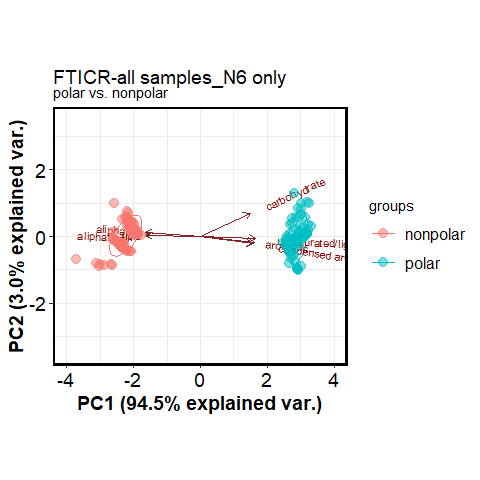 FTICR-all samples_N6 only
polar vs. nonpolar
PC2 (3.0% explained var.)
2
0
-2
carbohydrate
-4
-2
0
2
4
PC1 (94.5% explained var.)
groups
nonpolar
polar